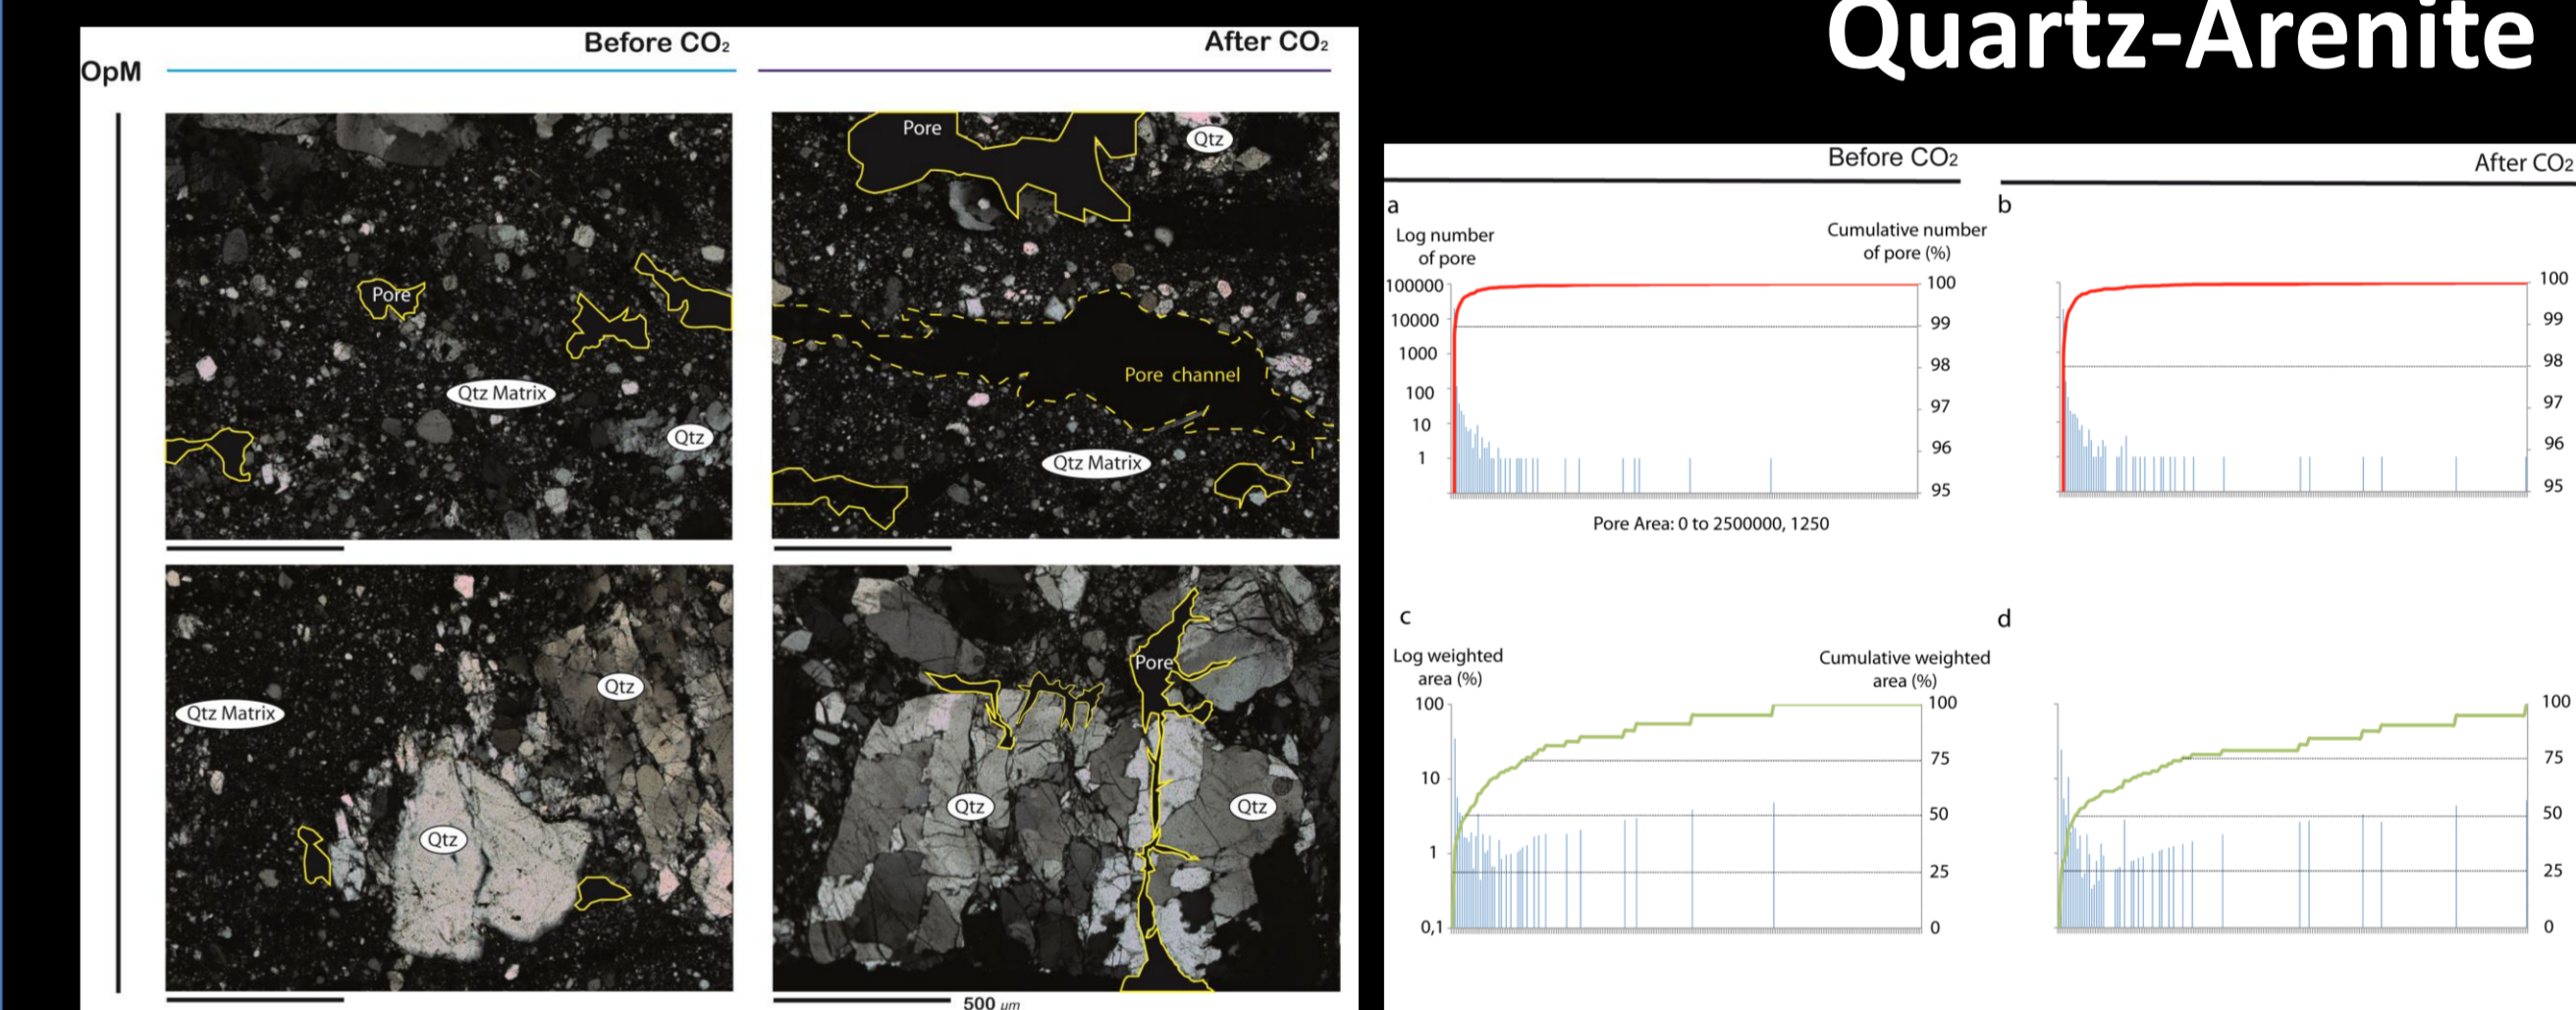 Quartz-Arenite
Before CO₂
After CO₂
OpM
Pore
Qtz Matrix
Qtz
Pore
Qtz
Pore channel
Qtz Matrix
Qtz Matrix
Qtz
Qtz
Pore
Qtz
Qtz
500 µm
Before CO₂
After CO₂
a
Log number
of pore
Cumulative number
of pore (%)
100000
10000
1000
100
10
1
100
99
98
97
96
95
Pore Area: 0 to 2500000, 1250
b
100
99
98
97
96
95
c
Log weighted
area (%)
Cumulative weighted
area (%)
100
10
1
0,1
100
75
50
25
0
d
100
75
50
25
0